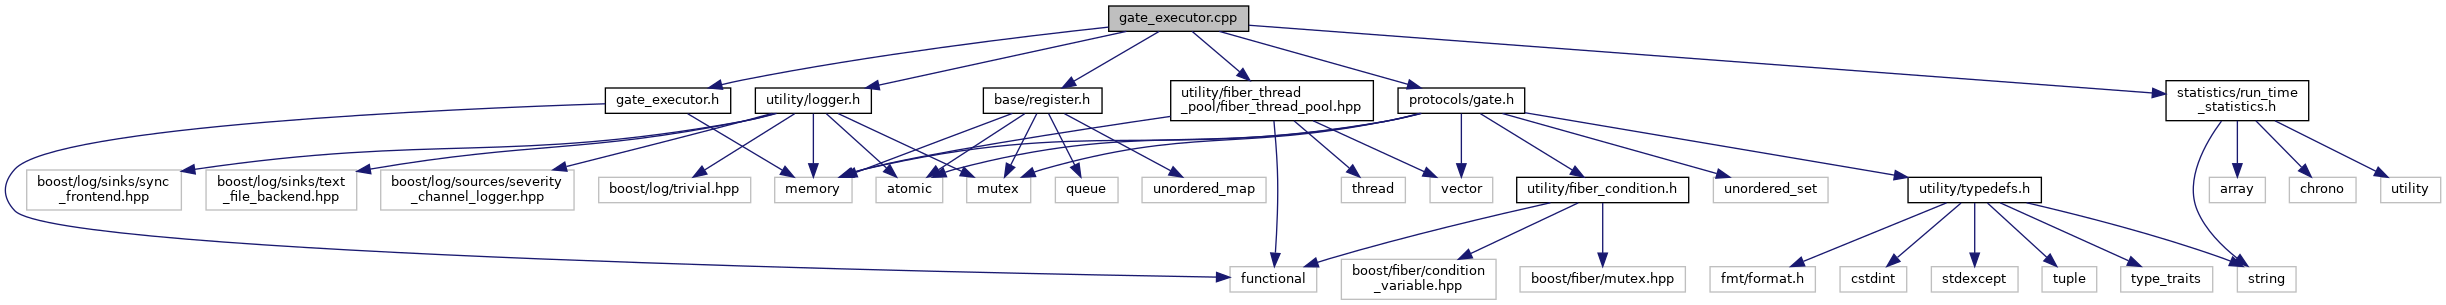 gate_executor.cpp
gate_executor.h
utility/logger.h
base/register.h
utility/fiber_thread
_pool/fiber_thread_pool.hpp
protocols/gate.h
statistics/run_time
_statistics.h
boost/log/sinks/sync
_frontend.hpp
boost/log/sinks/text
_file_backend.hpp
boost/log/sources/severity
_channel_logger.hpp
boost/log/trivial.hpp
memory
atomic
mutex
queue
unordered_map
thread
vector
utility/fiber_condition.h
unordered_set
utility/typedefs.h
array
chrono
utility
functional
boost/fiber/condition
_variable.hpp
boost/fiber/mutex.hpp
fmt/format.h
cstdint
stdexcept
tuple
type_traits
string